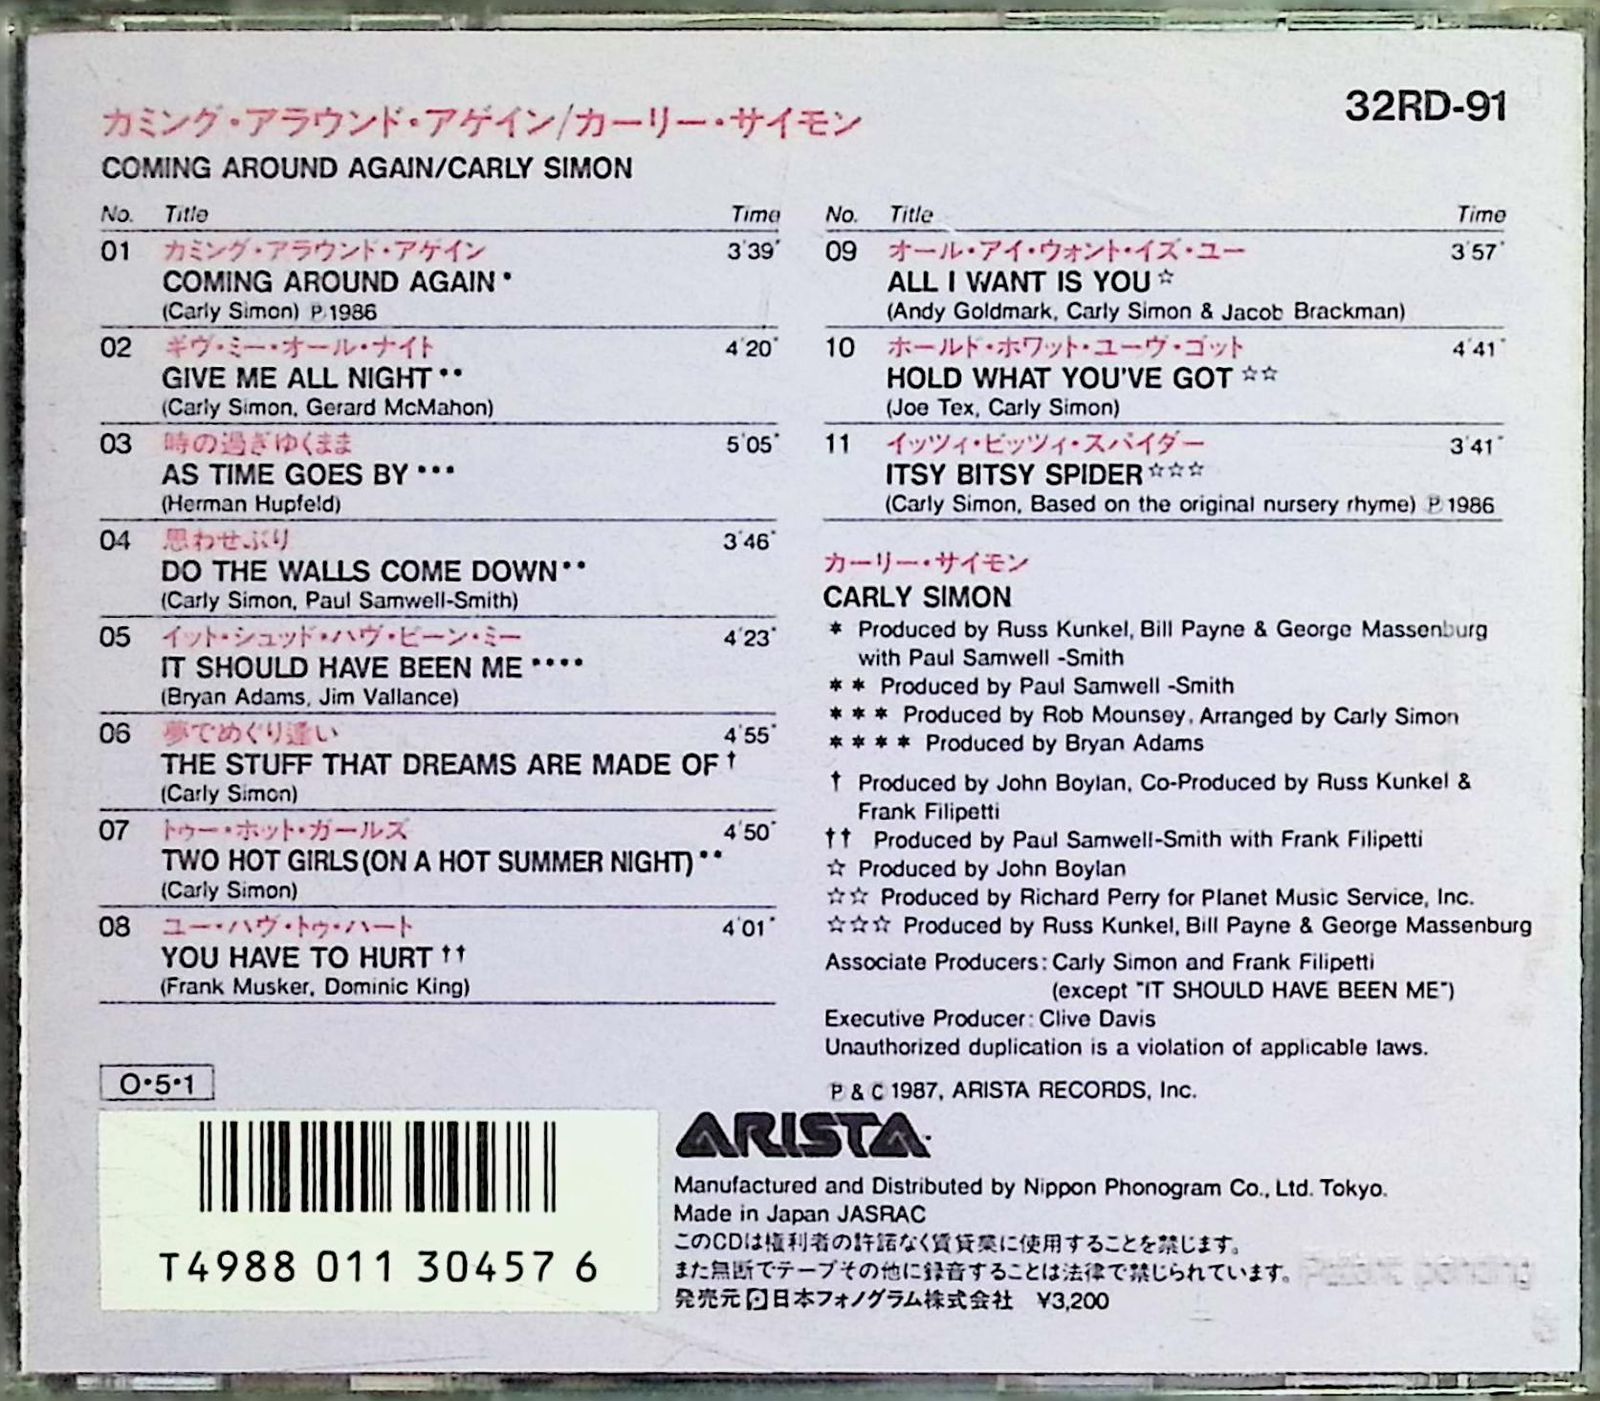 32RD-91
カミング・アラウンド・アゲイン/カーリー・サイモン
COMING AROUND AGAIN/CARLY SIMON
No. Title Time
01 カミング・アラウンド・アゲイン 3'39"
COMING AROUND AGAIN *
(Carly Simon) Ⓟ1986
02 ギヴ・ミー・オール・ナイト 4'20"
GIVE ME ALL NIGHT **
(Carly Simon, Gerard McMahon)
03 時の過ぎゆくまま 5'05"
AS TIME GOES BY ***
(Herman Hupfeld)
04 思わせぶり 3'46"
DO THE WALLS COME DOWN **
(Carly Simon, Paul Samwell-Smith)
05 イット・シュッド・ハヴ・ビーン・ミー 4'23"
IT SHOULD HAVE BEEN ME ****
(Bryan Adams, Jim Vallance)
06 夢でめぐり逢い 4'55"
THE STUFF THAT DREAMS ARE MADE OF †
(Carly Simon)
07 トゥー・ホット・ガールズ 4'50"
TWO HOT GIRLS (ON A HOT SUMMER NIGHT) **
(Carly Simon)
08 ユー・ハヴ・トゥ・ハート 4'01"
YOU HAVE TO HURT ††
(Frank Musker, Dominic King)
No. Title Time
09 オール・アイ・ウォント・イズ・ユー 3'57"
ALL I WANT IS YOU ☆
(Andy Goldmark, Carly Simon & Jacob Brackman)
10 ホールド・ホワット・ユーヴ・ゴット 4'41"
HOLD WHAT YOU'VE GOT ☆☆
(Joe Tex, Carly Simon)
11 イッツィ・ビッツィ・スパイダー 3'41"
ITSY BITSY SPIDER ☆☆☆
(Carly Simon, Based on the original nursery rhyme) Ⓟ1986
カーリー・サイモン
CARLY SIMON
* Produced by Russ Kunkel, Bill Payne & George Massenburg
with Paul Samwell -Smith
* * Produced by Paul Samwell -Smith
* * * Produced by Rob Mounsey, Arranged by Carly Simon
* * * * Produced by Bryan Adams
† Produced by John Boylan, Co-Produced by Russ Kunkel &
Frank Filipetti
†† Produced by Paul Samwell-Smith with Frank Filipetti
☆ Produced by John Boylan
☆☆ Produced by Richard Perry for Planet Music Service, Inc.
☆☆☆ Produced by Russ Kunkel, Bill Payne & George Massenburg
Associate Producers: Carly Simon and Frank Filipetti
(except "IT SHOULD HAVE BEEN ME")
Executive Producer: Clive Davis
Unauthorized duplication is a violation of applicable laws.
Ⓟ & Ⓒ 1987, ARISTA RECORDS, Inc.
O・5・1
T4988 011 30457 6
ARISTA
Manufactured and Distributed by Nippon Phonogram Co., Ltd. Tokyo.
Made in Japan JASRAC
このCDは権利者の許諾なく賃貸業に使用することを禁じます。
また無断でテープその他に録音することは法律で禁じられています。
発売元 日本フォノグラム株式会社 ¥3,200